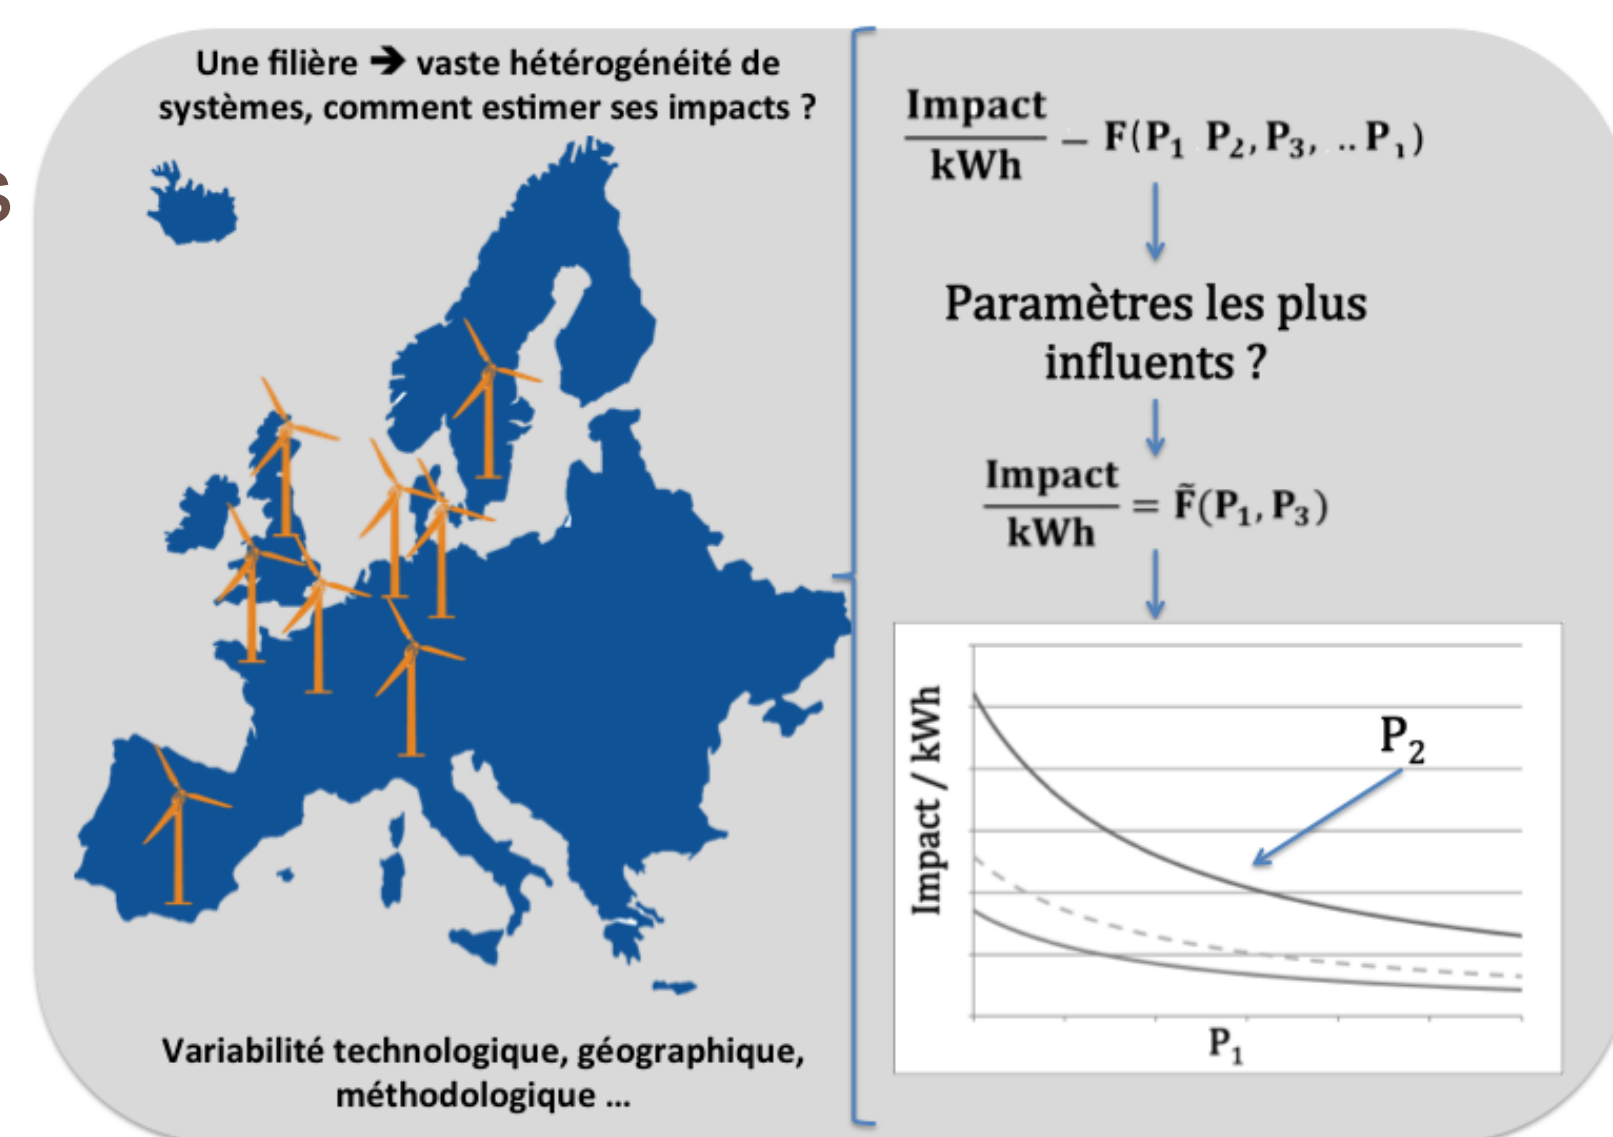 s
Une filière ➔ vaste hétérogénéité de
systèmes, comment estimer ses impacts ?
Variabilité technologique, géographique,
méthodologique ...
Impact
kWh
– F(P₁ P₂, P₃, .. P₁)
Paramètres les plus
influents ?
Impact
kWh
= F̃(P₁, P₃)
Impact / kWh
P₂
P₁